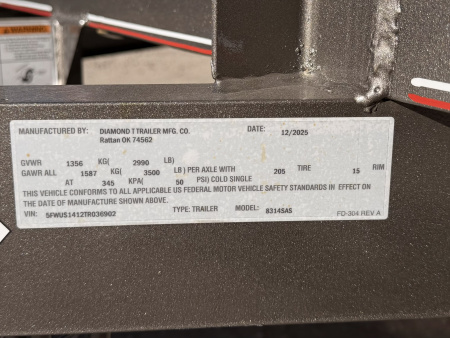 MANUFACTURED BY: DIAMOND T TRAILER MFG. CO. DATE: 12/2025
Rattan OK 74562
GVWR 1356 KG( 2990 LB)
GAWR ALL 1587 KG( 3500 LB) PER AXLE WITH 205 TIRE 15 RIM
AT 345 KPA( 50 PSI) COLD SINGLE
THIS VEHICLE CONFORMS TO ALL APPLICABLE US FEDERAL MOTOR VEHICLE SAFETY STANDARDS IN EFFECT ON
THE DATE OF MANUFACTURE SHOWN ABOVE.
VIN: 5FWUS1412TR036902 TYPE: TRAILER MODEL: 8314SA5 FO-304 REV A